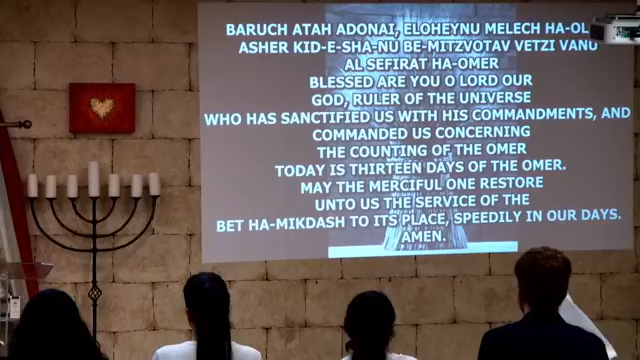 BARUCH ATAH ADONAI, ELOHEYNU MELECH
ASHER KID-E-SHA-NU BE-MITZVOTAV VETZI VANU
AL SEFIRAT HA-OMER
BLESSED ARE YOU O LORD OUR
GOD, RULER OF THE UNIVERSE
WHO HAS SANCTIFIED US WITH HIS COMMANDMENTS, AND
COMMANDED US CONCERNING
THE COUNTING OF THE OMER
TODAY IS THIRTEEN DAYS OF THE OMER.
MAY THE MERCIFUL ONE RESTORE
UNTO US THE SERVICE OF THE
BET HA-MIKDASH TO ITS PLACE, SPEEDILY IN OUR DAYS.
AMEN.